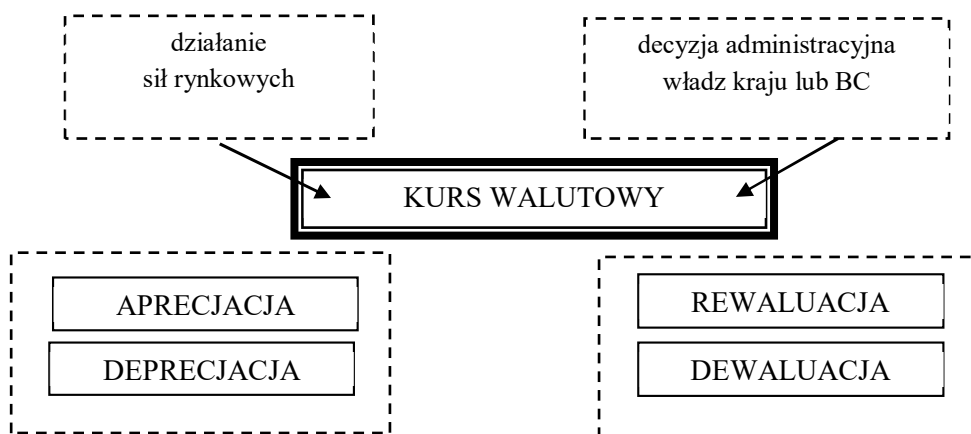 działanie
sił rynkowych
decyzja administracyjna
władz kraju lub BC
KURS WALUTOWY
APRECJACJA
DEPRECJACJA
REWALUACJA
DEWALUACJA